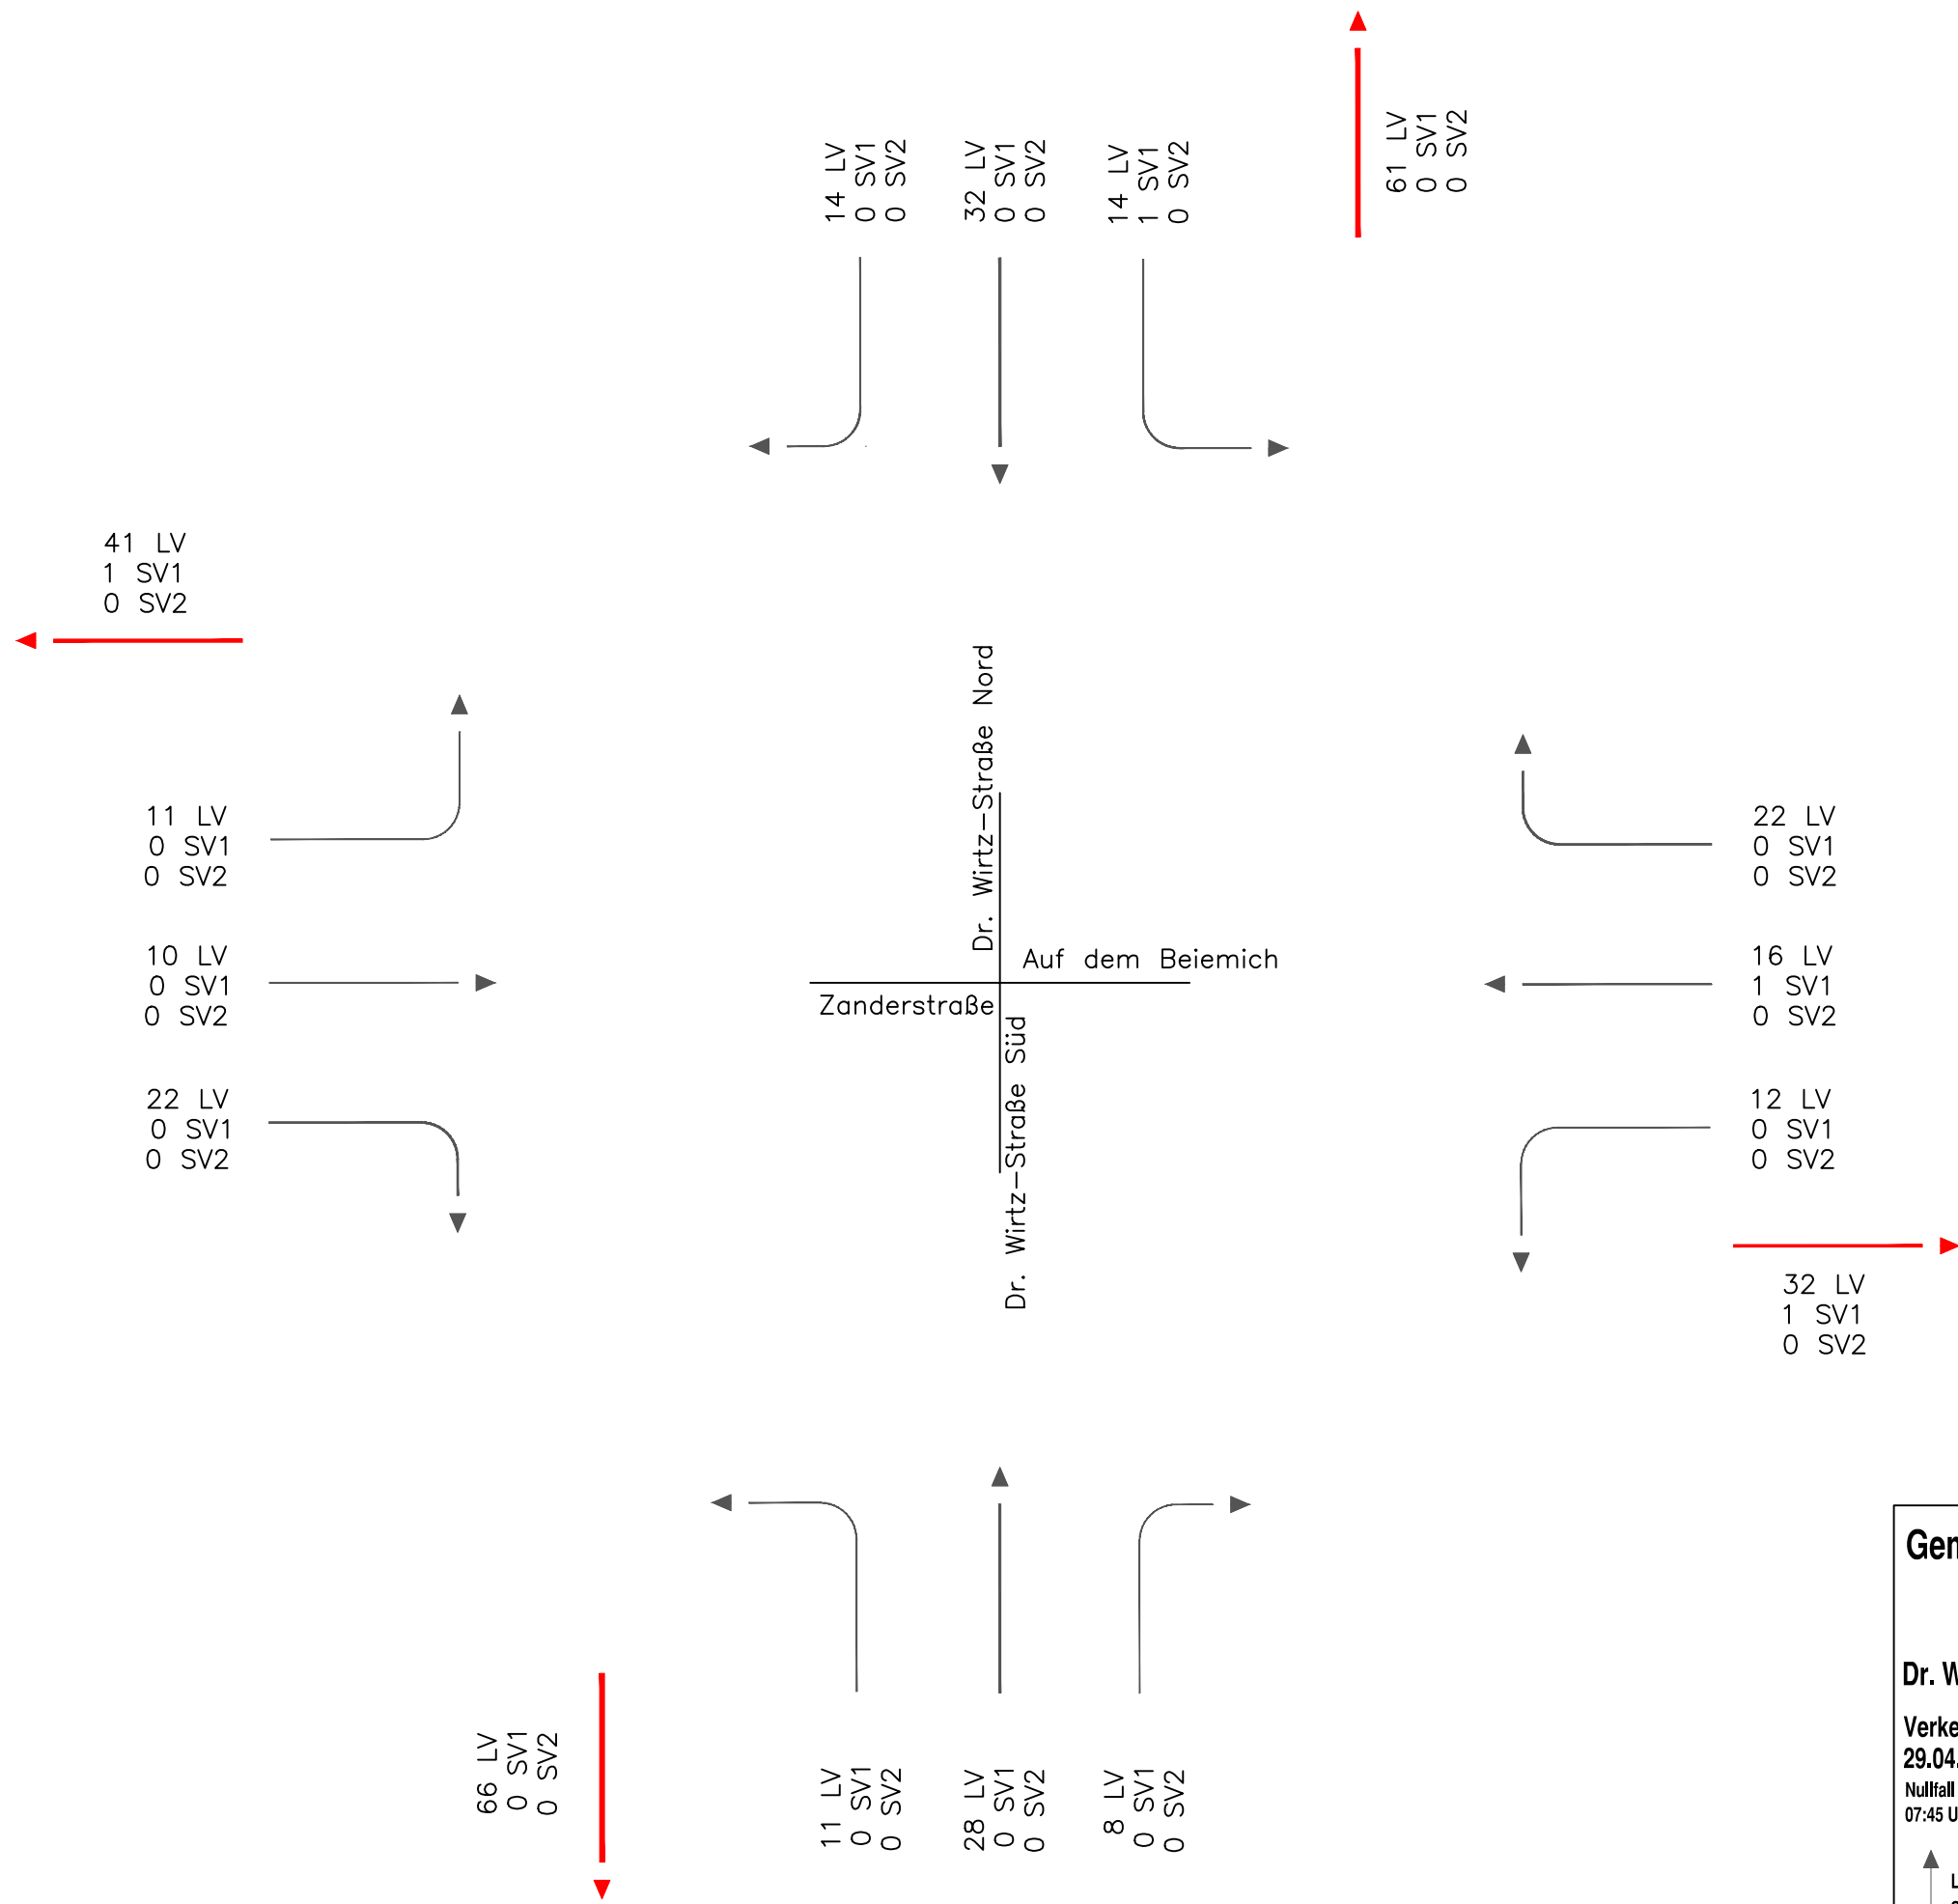 61 LV
0 SV1
0 SV2
14 LV
0 SV1
0 SV2
32 LV
0 SV1
0 SV2
14 LV
1 SV1
0 SV2
41 LV
1 SV1
0 SV2
11 LV
0 SV1
0 SV2
10 LV
0 SV1
0 SV2
22 LV
0 SV1
0 SV2
Dr. Wirtz-Straße Nord
Auf dem Beiemich
Zanderstraße
Dr. Wirtz-Straße Süd
22 LV
0 SV1
0 SV2
16 LV
1 SV1
0 SV2
12 LV
0 SV1
0 SV2
32 LV
1 SV1
0 SV2
66 LV
0 SV1
0 SV2
11 LV
0 SV1
0 SV2
28 LV
0 SV1
0 SV2
8 LV
0 SV1
0 SV2
Dr.
29.04.
Nullfall
07:45 U